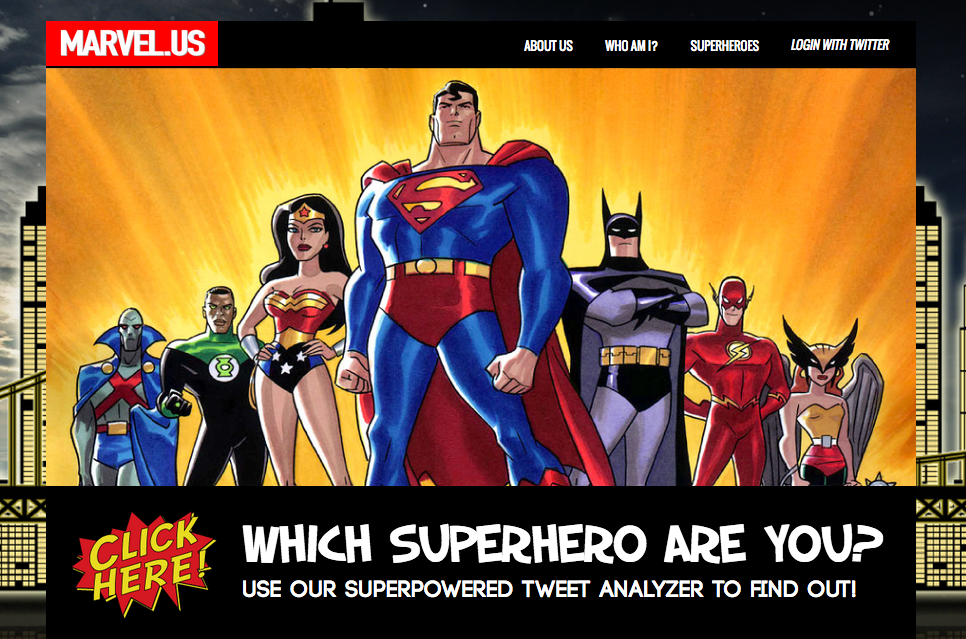 MARVEL.US
ABOUT US
WHO AM I?
SUPERHEROES
LOGIN WITH TWITTER
S
CLICK
HERE!
WHICH SUPERHERO ARE YOU?
USE OUR SUPERPOWERED TWEET ANALYZER TO FIND OUT!